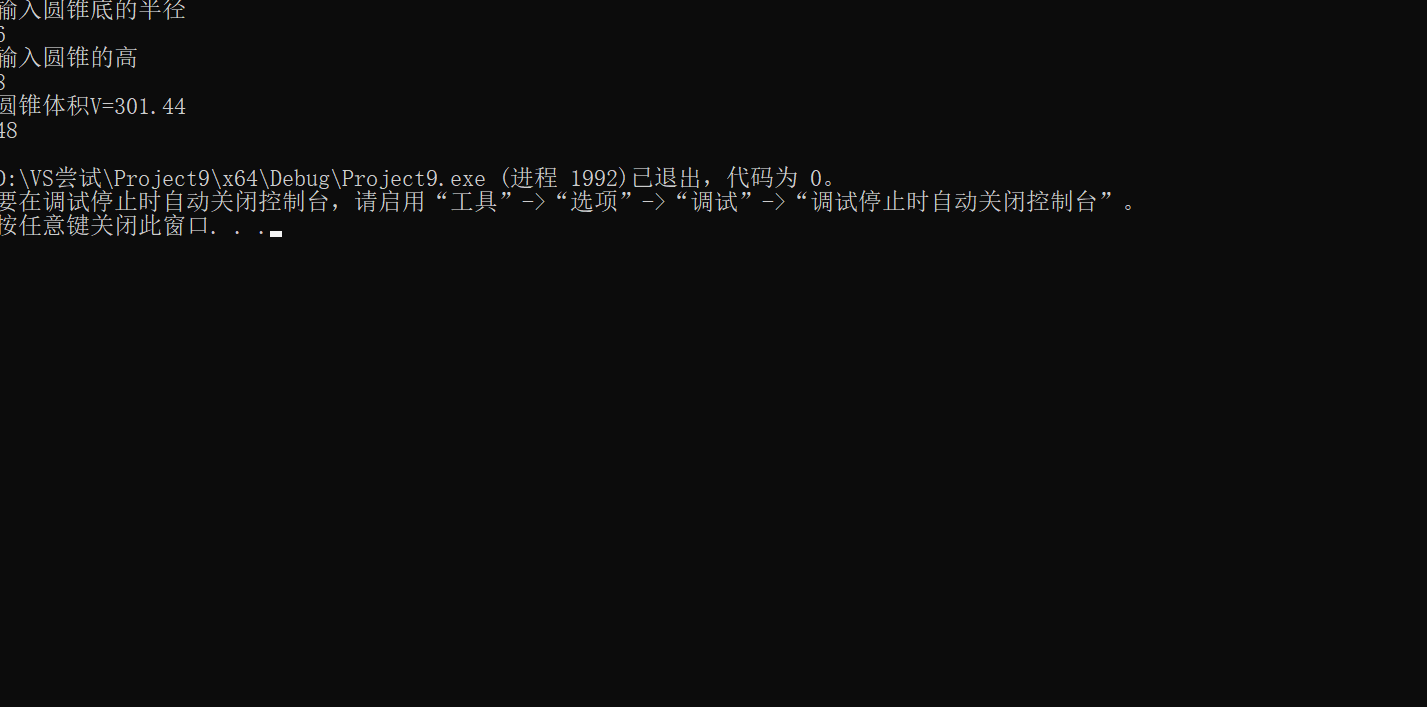 输入圆锥底的半径
6
输入圆锥的高
8
圆锥体积V=301.44
48
D:\VS尝试\Project9\x64\Debug\Project9.exe (进程 1992)已退出，代码为 0。
要在调试停止时自动关闭控制台，请启用“工具”->“选项”->“调试”->“调试停止时自动关闭控制台”。
按任意键关闭此窗口. . .